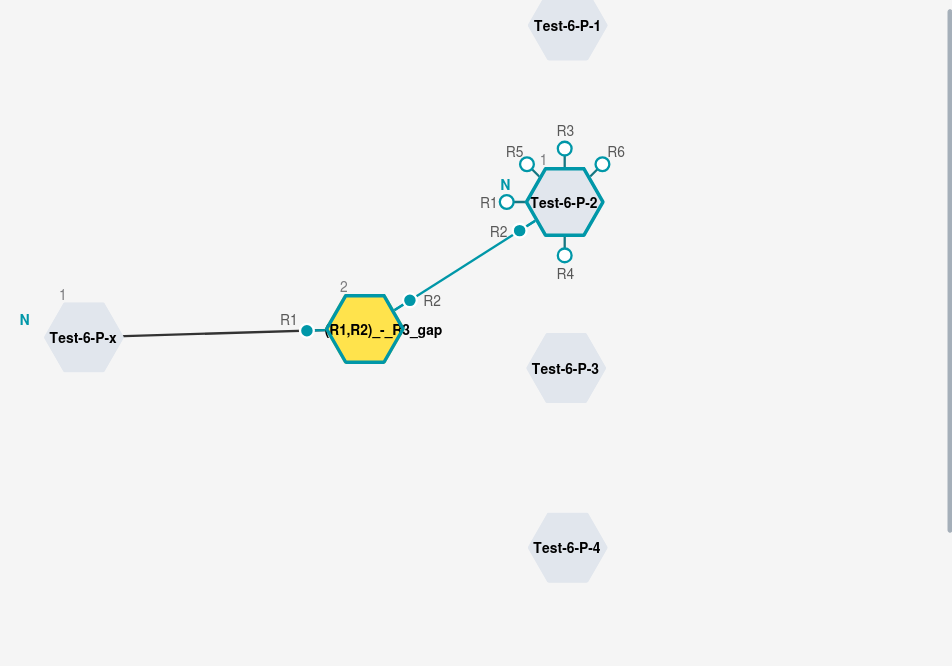 Test-6-P-1
R3
R5
1
R6
N
R1
Test-6-P-2
R2
R4
2
R2
R1
(R1,R2)_-_R3_gap
1
N
Test-6-P-x
Test-6-P-3
Test-6-P-4